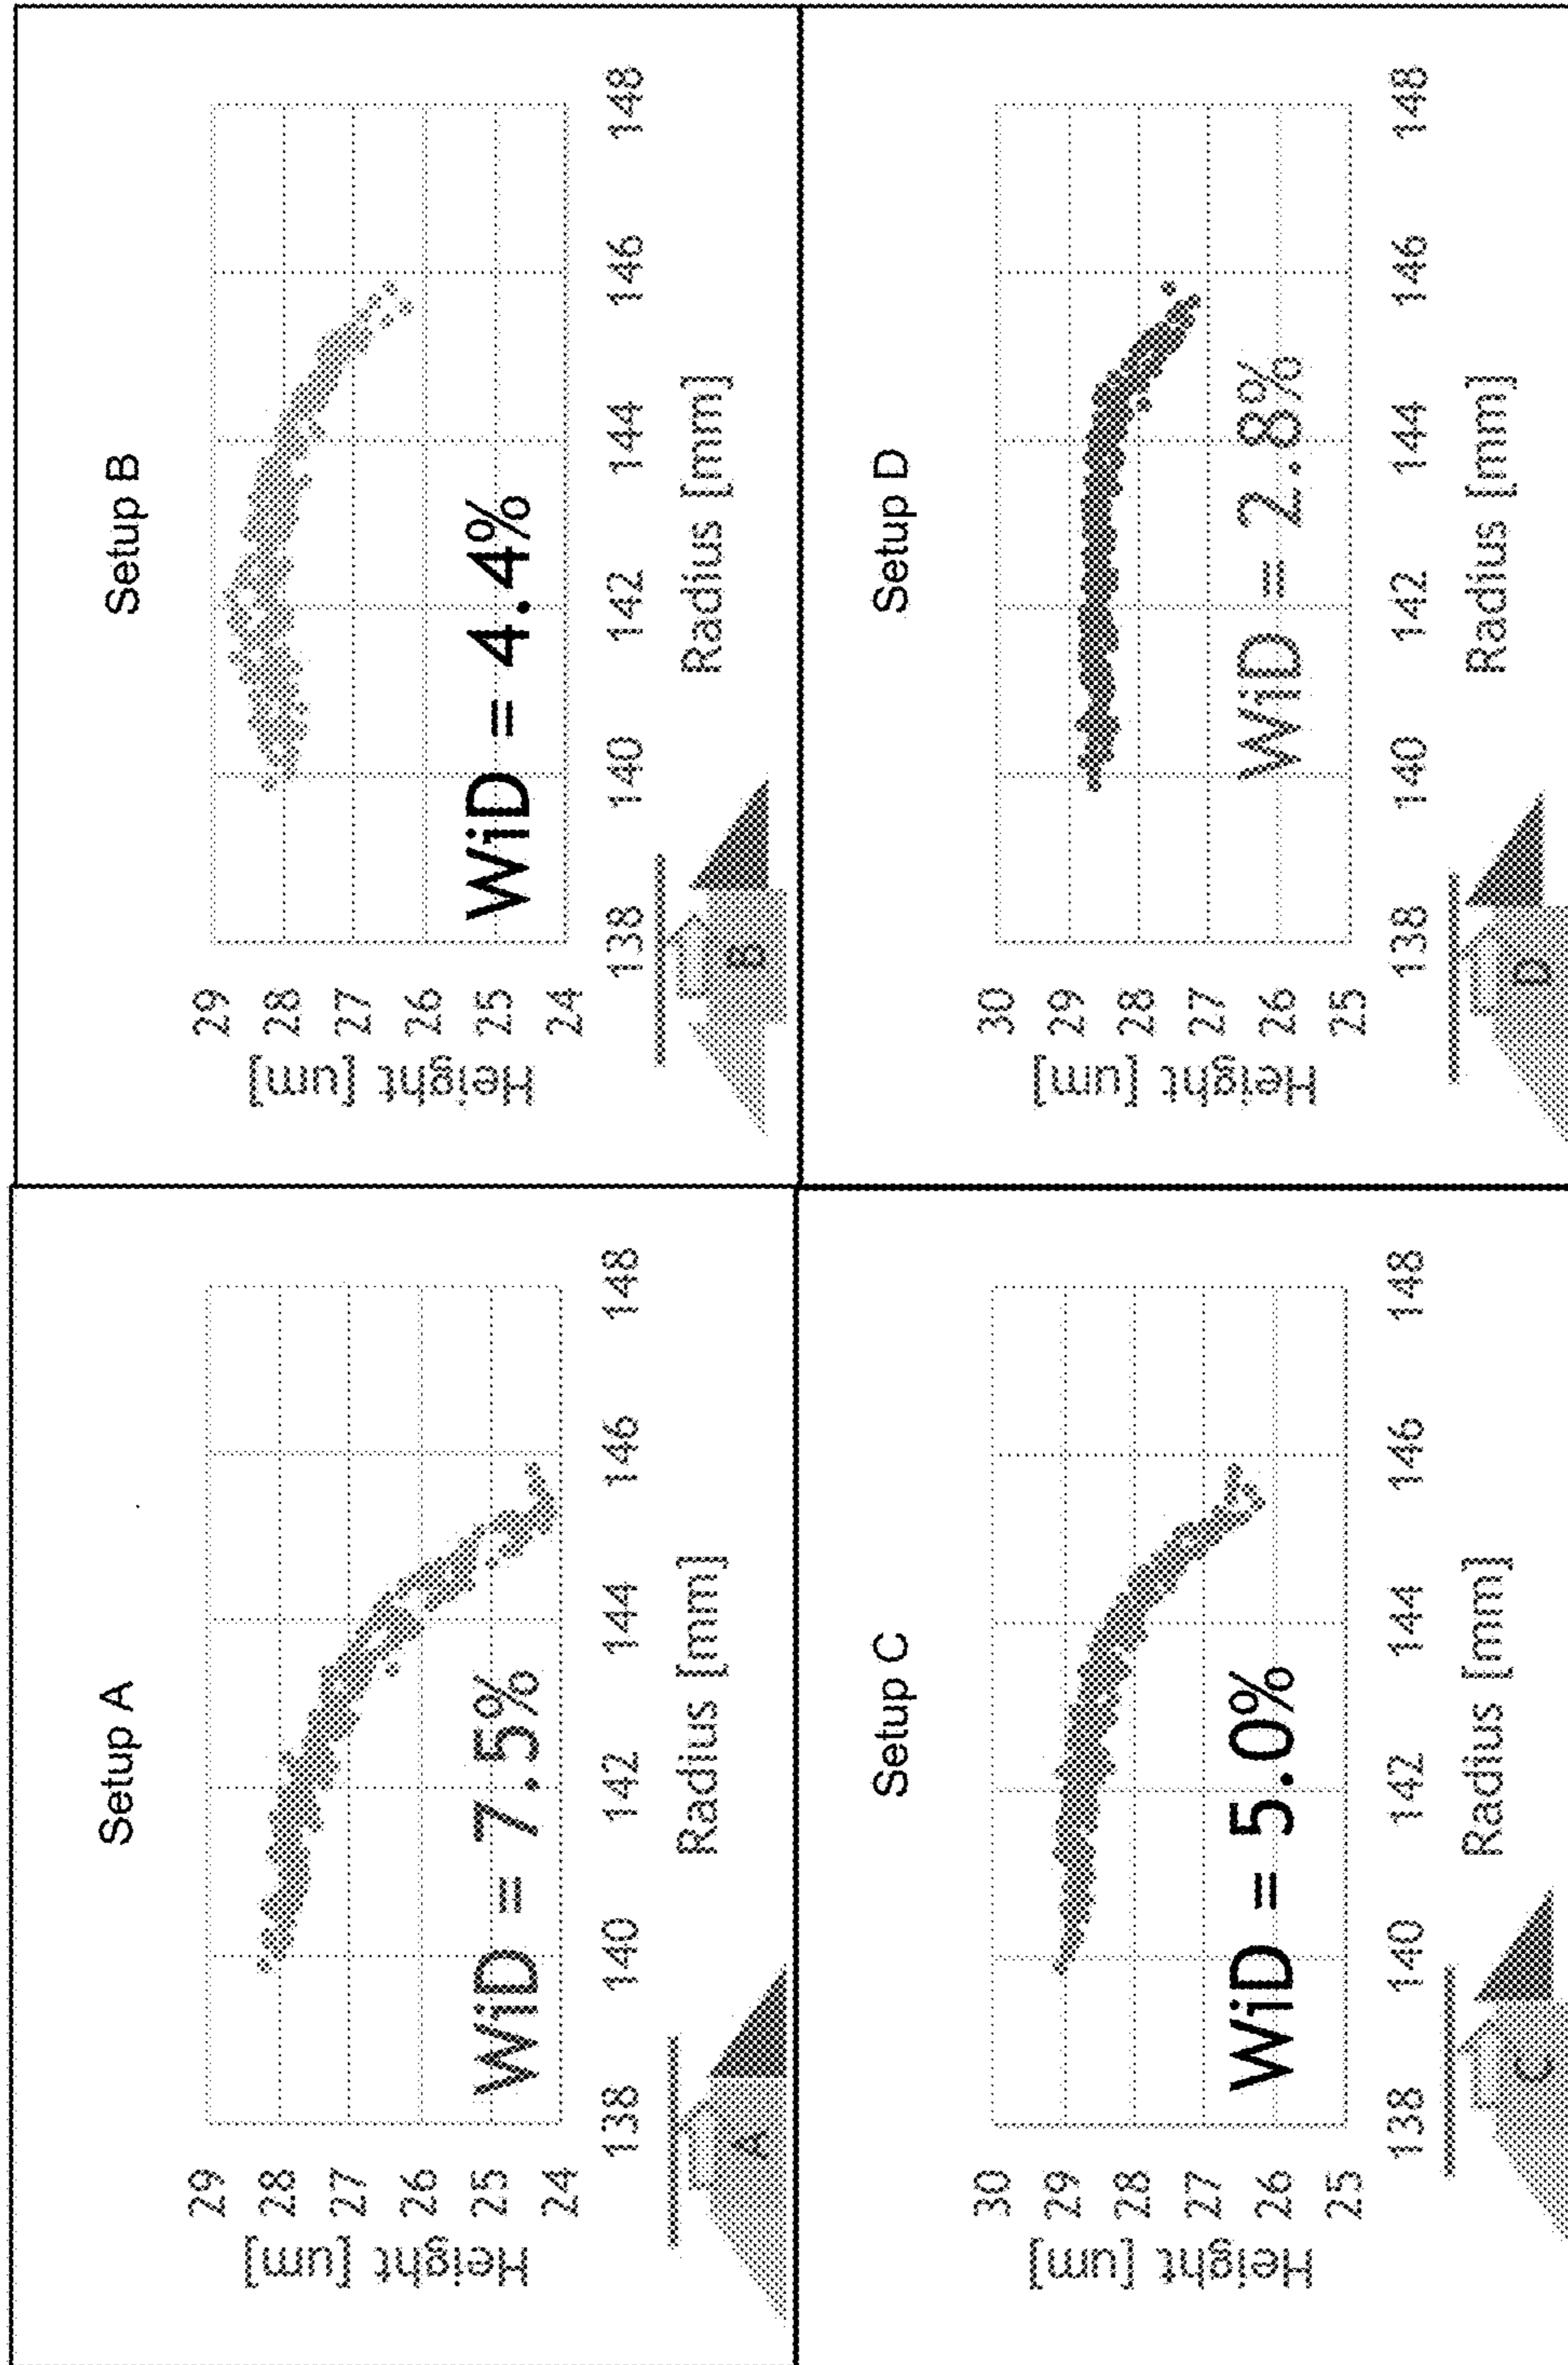 Setup A
29
28
27
26
25
24
Height [um]
WiD = 7.5%
138
140
142
144
146
148
Radius [mm]
A
Setup B
29
28
27
26
25
24
Height [um]
WiD = 4.4%
138
140
142
144
146
148
Radius [mm]
B
Setup C
30
29
28
27
26
25
Height [um]
WiD = 5.0%
138
140
142
144
146
148
Radius [mm]
C
Setup D
30
29
28
27
26
25
Height [um]
WiD = 2.8%
138
140
142
144
146
148
Radius [mm]
D